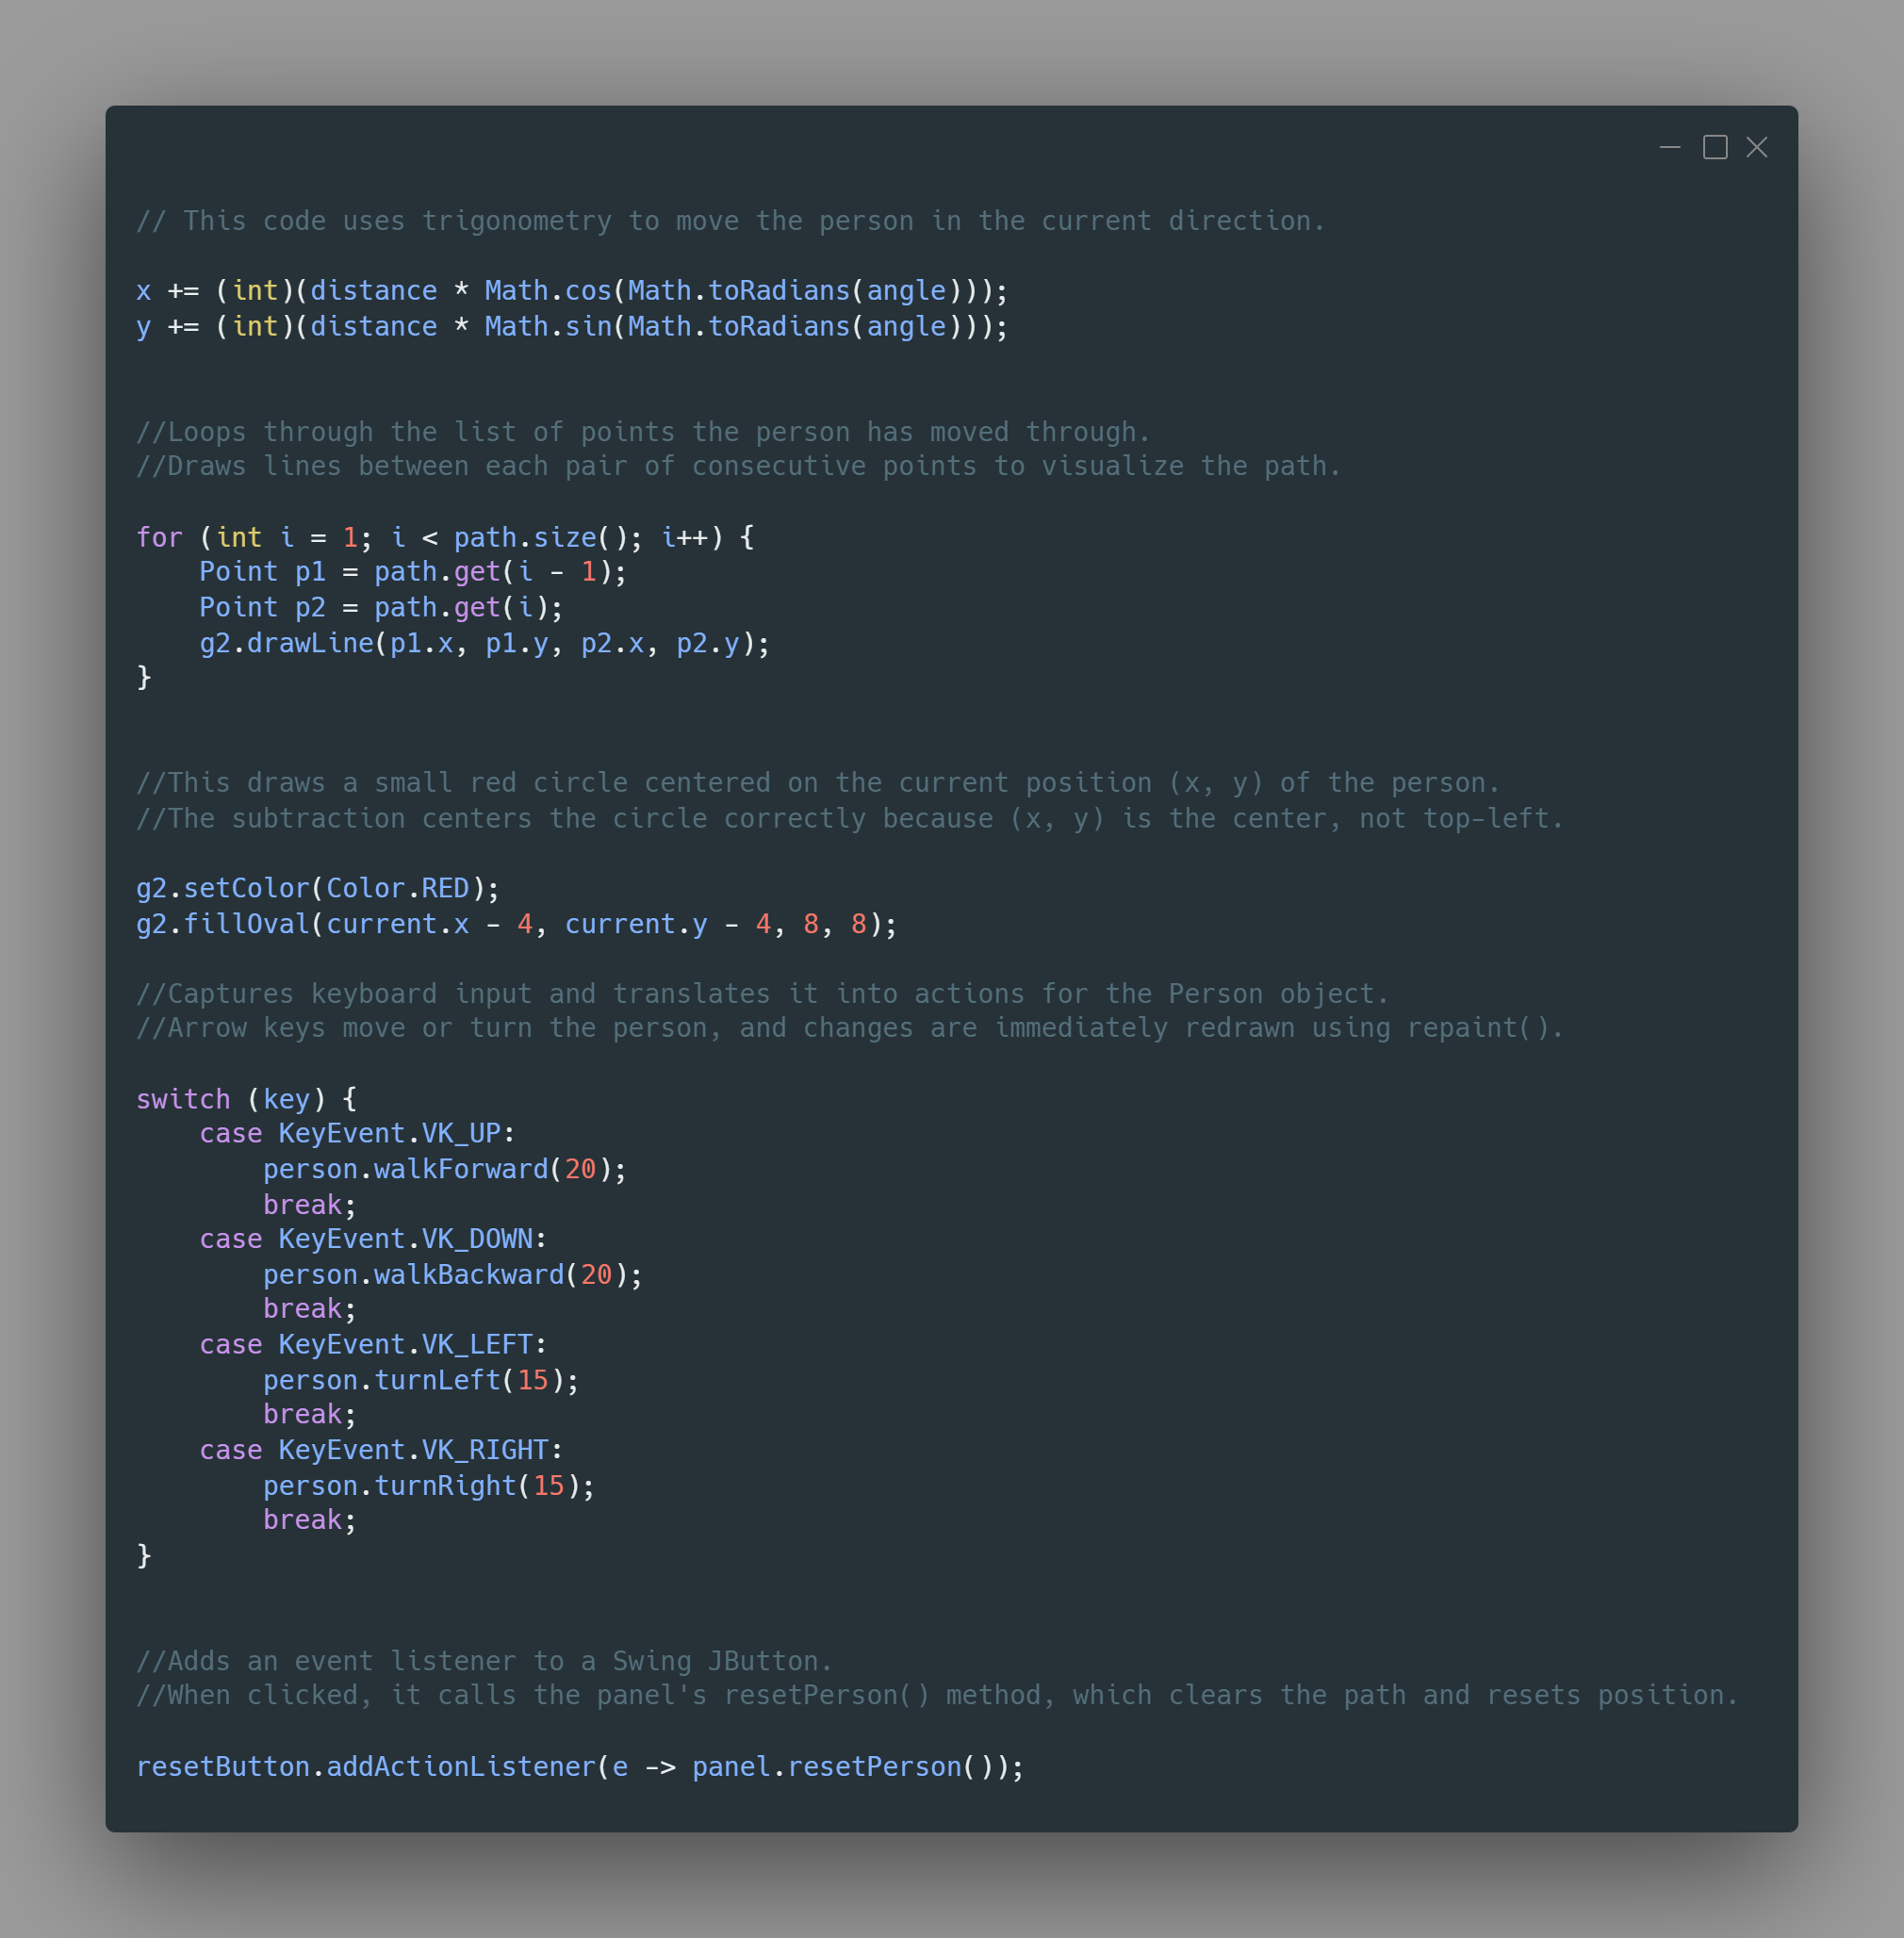 // This code uses trigonometry to move the person in the current direction.
x += (int)(distance * Math.cos(Math.toRadians(angle)));
y += (int)(distance * Math.sin(Math.toRadians(angle)));
//Loops through the list of points the person has moved through.
//Draws lines between each pair of consecutive points to visualize the path.
for (int i = 1; i < path.size(); i++) {
    Point p1 = path.get(i - 1);
    Point p2 = path.get(i);
    g2.drawLine(p1.x, p1.y, p2.x, p2.y);
}
//This draws a small red circle centered on the current position (x, y) of the person.
//The subtraction centers the circle correctly because (x, y) is the center, not top-left.
g2.setColor(Color.RED);
g2.fillOval(current.x - 4, current.y - 4, 8, 8);
//Captures keyboard input and translates it into actions for the Person object.
//Arrow keys move or turn the person, and changes are immediately redrawn using repaint().
switch (key) {
    case KeyEvent.VK_UP:
        person.walkForward(20);
        break;
    case KeyEvent.VK_DOWN:
        person.walkBackward(20);
        break;
    case KeyEvent.VK_LEFT:
        person.turnLeft(15);
        break;
    case KeyEvent.VK_RIGHT:
        person.turnRight(15);
        break;
}
//Adds an event listener to a Swing JButton.
//When clicked, it calls the panel's resetPerson() method, which clears the path and resets position.
resetButton.addActionListener(e -> panel.resetPerson());